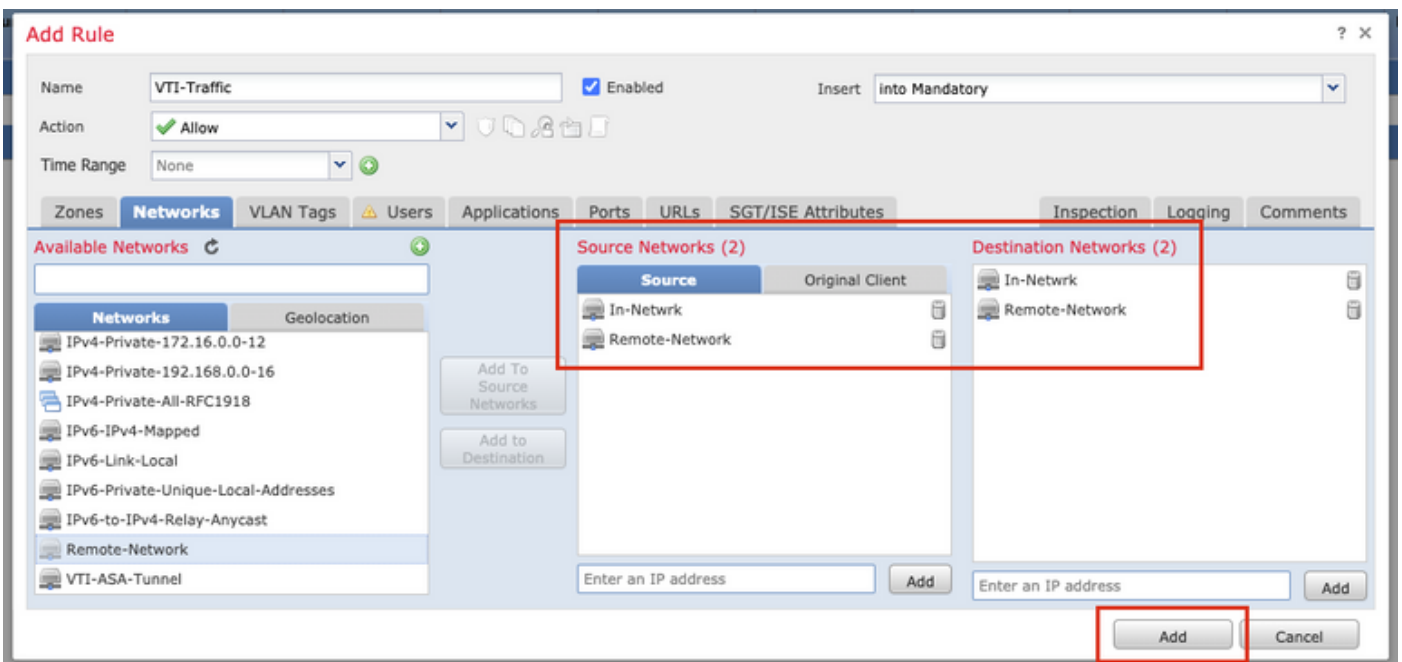 Add Rule
? ×
Name VTI-Traffic Enabled Insert into Mandatory
Action Allow
Time Range None
Zones Networks VLAN Tags Users Applications Ports URLs SGT/ISE Attributes Inspection Logging Comments
Available Networks Source Networks (2) Destination Networks (2)
Networks Geolocation
IPv4-Private-172.16.0.0-12
IPv4-Private-192.168.0.0-16
IPv4-Private-All-RFC1918
IPv6-IPv4-Mapped
IPv6-Link-Local
IPv6-Private-Unique-Local-Addresses
IPv6-to-IPv4-Relay-Anycast
Remote-Network
VTI-ASA-Tunnel
Add To
Source
Networks
Add to
Destination
Source Original Client
In-Netwrk
Remote-Network
Enter an IP address Add
In-Netwrk
Remote-Network
Enter an IP address Add
Add Cancel